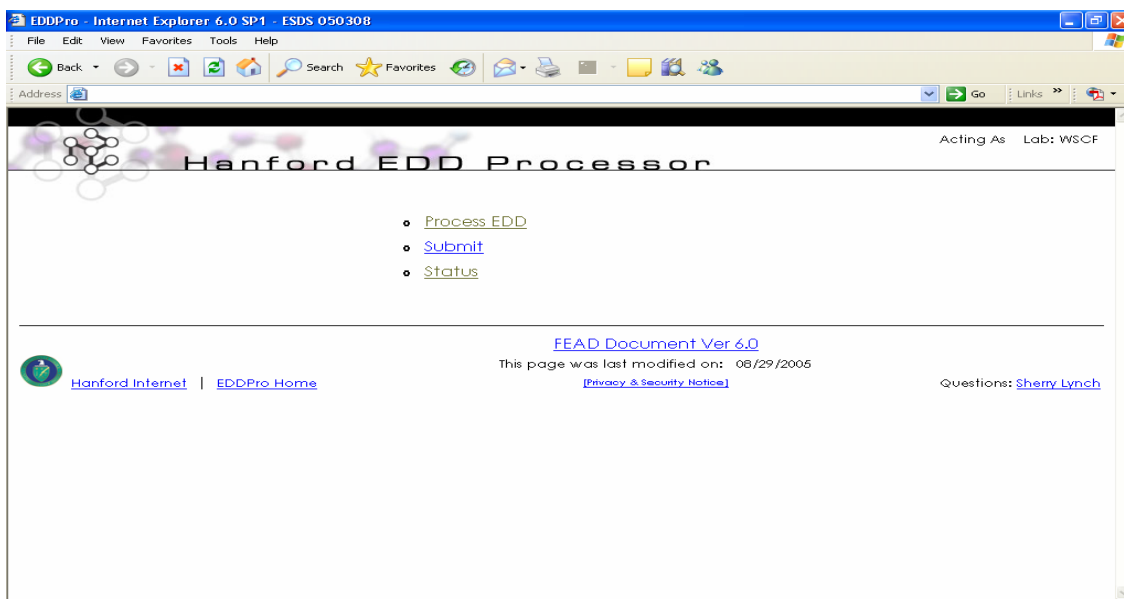 EDDPro - Internet Explorer 6.0 SP1 - ESDS 050308
File Edit View Favorites Tools Help
Back Search Favorites
Address Go Links »
Acting As Lab: WSCF
Hanford EDD Processor
Process EDD
Submit
Status
FEAD Document Ver 6.0
This page was last modified on: 08/29/2005
Hanford Internet | EDDPro Home [Privacy & Security Notice] Questions: Sherry Lynch